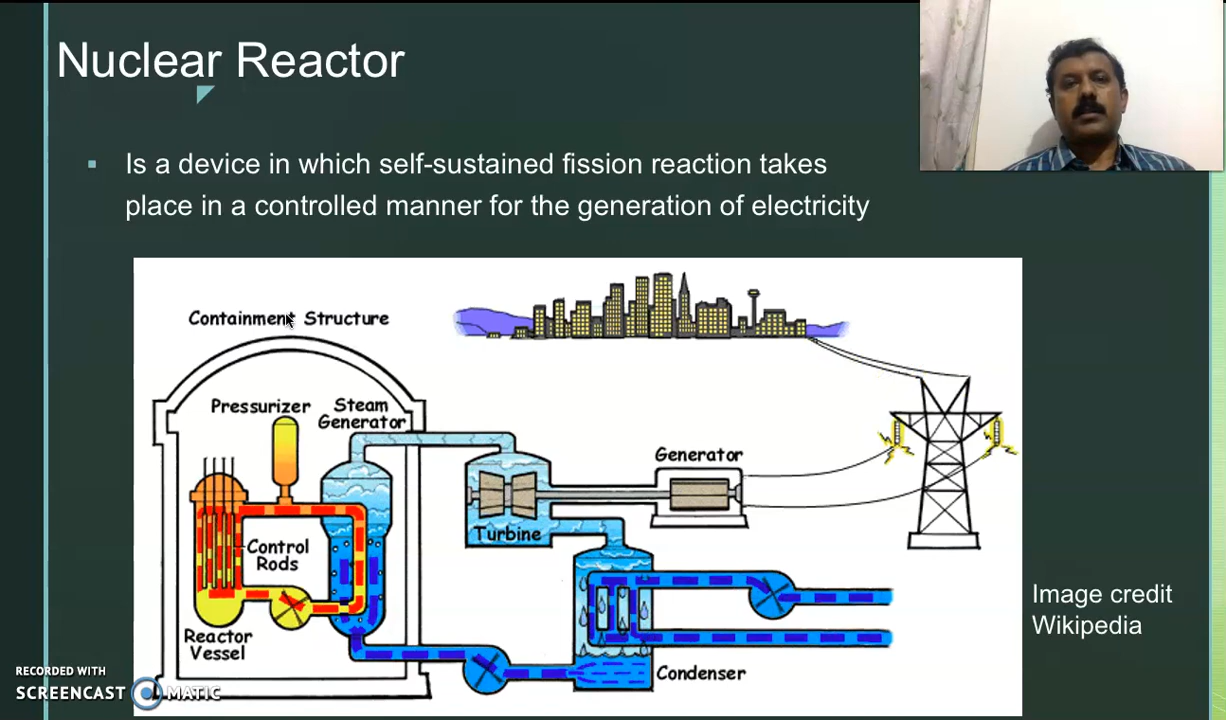 Nuclear Reactor
Is a device in which self-sustained fission reaction takes
place in a controlled manner for the generation of electricity
Containment Structure
Pressurizer
Steam
Generator
Generator
Turbine
Control
Rods
Reactor
Vessel
Condenser
Image credit
Wikipedia
RECORDED WITH
SCREENCAST MATIC